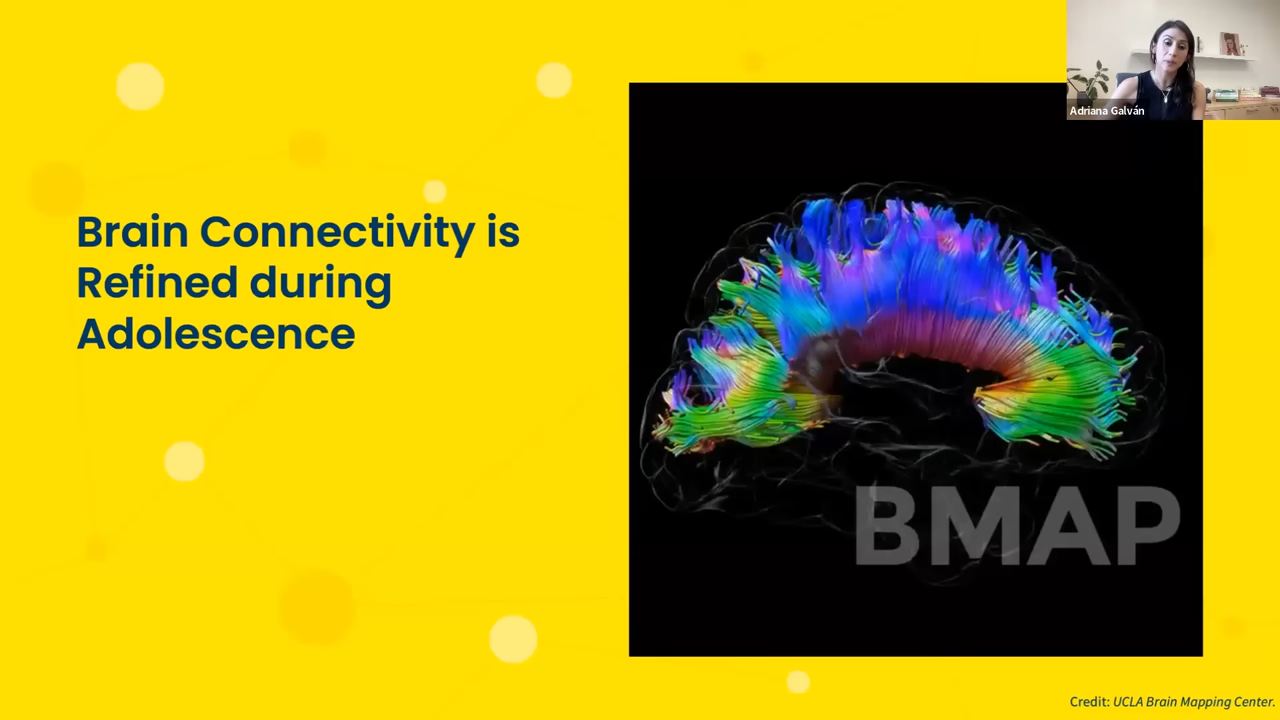 Adriana Galván
Brain Connectivity is
Refined during
Adolescence
BMAP
Credit: UCLA Brain Mapping Center.